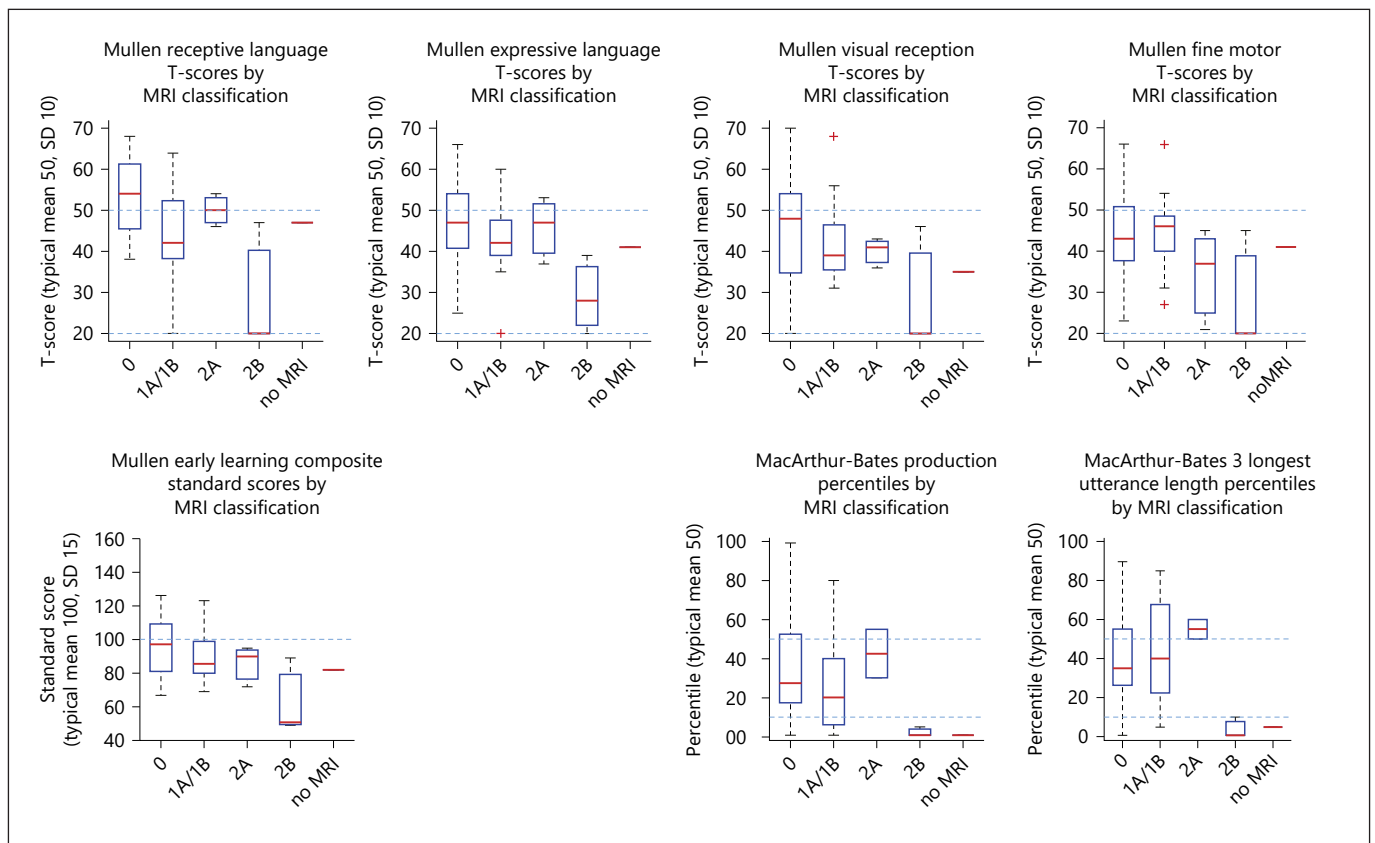 Mullen receptive language
T-scores by
MRI classification
T-score (typical mean 50, SD 10)
70
60
50
40
30
20
0
1A/1B
2A
2B
no MRI
Mullen expressive language
T-scores by
MRI classification
T-score (typical mean 50, SD 10)
70
60
50
40
30
20
0
1A/1B
2A
2B
no MRI
Mullen visual reception
T-scores by
MRI classification
T-score (typical mean 50, SD 10)
70
60
50
40
30
20
0
1A/1B
2A
2B
no MRI
Mullen fine motor
T-scores by
MRI classification
T-score (typical mean 50, SD 10)
70
60
50
40
30
20
0
1A/1B
2A
2B
noMRI
Mullen early learning composite
standard scores by
MRI classification
Standard score
(typical mean 100, SD 15)
160
140
120
100
80
60
40
0
1A/1B
2A
2B
no MRI
MacArthur-Bates production
percentiles by
MRI classification
Percentile (typical mean 50)
100
80
60
40
20
00
0
1A/1B
2A
2B
no MRI
MacArthur-Bates 3 longest
utterance length percentiles
by MRI classification
Percentile (typical mean 50)
100
80
60
40
20
0
0
1A/1B
2A
2B
no MRI